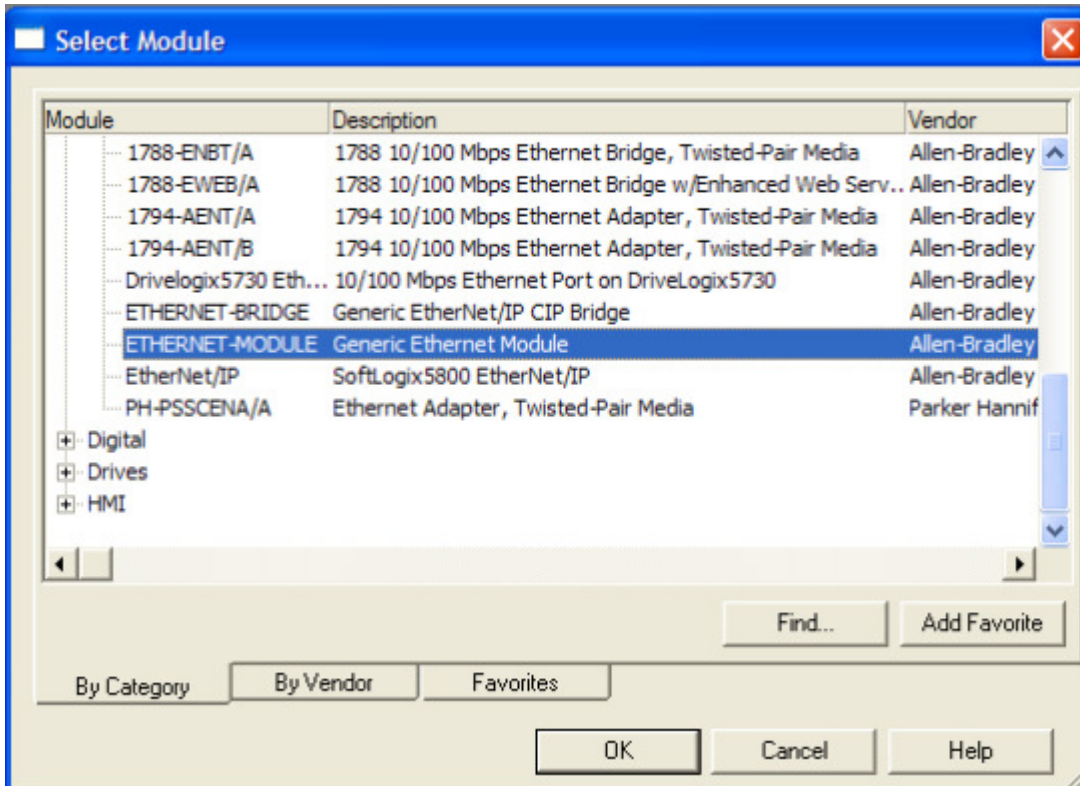 Select Module
Module Description Vendor
1788-ENBT/A 1788 10/100 Mbps Ethernet Bridge, Twisted-Pair Media Allen-Bradley
1788-EWEB/A 1788 10/100 Mbps Ethernet Bridge w/Enhanced Web Serv... Allen-Bradley
1794-AENT/A 1794 10/100 Mbps Ethernet Adapter, Twisted-Pair Media Allen-Bradley
1794-AENT/B 1794 10/100 Mbps Ethernet Adapter, Twisted-Pair Media Allen-Bradley
Drivelogix5730 Eth... 10/100 Mbps Ethernet Port on DriveLogix5730 Allen-Bradley
ETHERNET-BRIDGE Generic EtherNet/IP CIP Bridge Allen-Bradley
ETHERNET-MODULE Generic Ethernet Module Allen-Bradley
EtherNet/IP SoftLogix5800 EtherNet/IP Allen-Bradley
PH-PSSCENA/A Ethernet Adapter, Twisted-Pair Media Parker Hannif
Digital
Drives
HMI
Find... Add Favorite
By Category By Vendor Favorites
OK Cancel Help